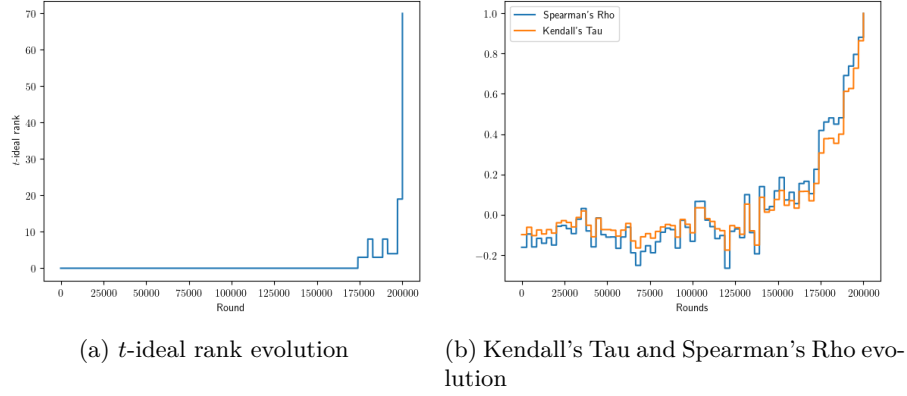 70
60
50
40
30
20
10
0
t-ideal rank
0 25000 50000 75000 100000 125000 150000 175000 200000
Round
(a) t-ideal rank evolution
1.0
0.8
0.6
0.4
0.2
0.0
−0.2
Spearman's Rho
Kendall's Tau
0 25000 50000 75000 100000 125000 150000 175000 200000
Rounds
(b) Kendall's Tau and Spearman's Rho evo-
lution